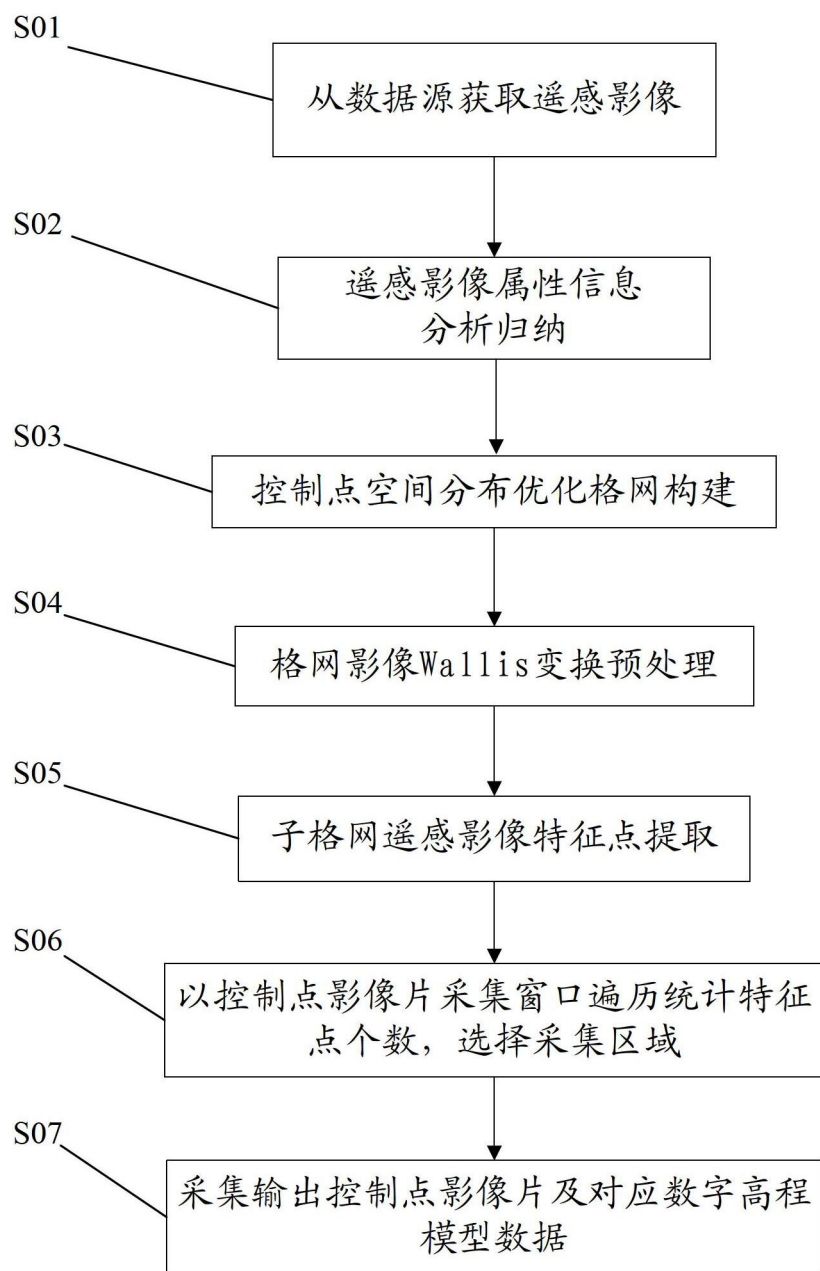 S01
从数据源获取遥感影像
S02
遥感影像属性信息
分析归纳
S03
控制点空间分布优化格网构建
S04
格网影像Wallis变换预处理
S05
子格网遥感影像特征点提取
S06
以控制点影像片采集窗口遍历统计特征
点个数，选择采集区域
S07
采集输出控制点影像片及对应数字高程
模型数据